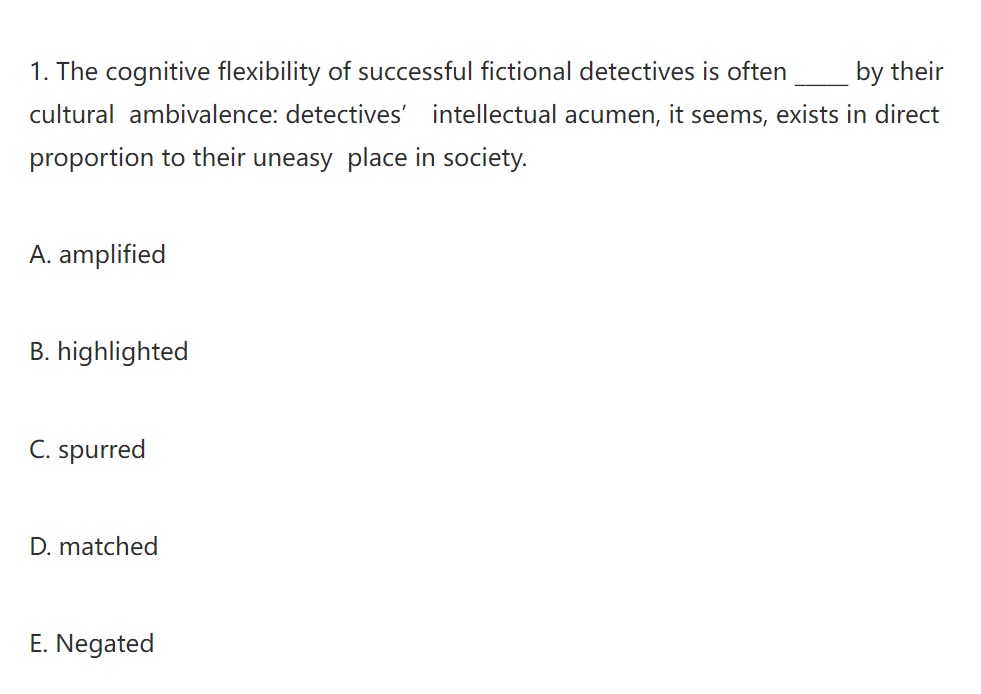 1. The cognitive flexibility of successful fictional detectives is often _____ by their
cultural  ambivalence: detectives’  intellectual acumen, it seems, exists in direct
proportion to their uneasy  place in society.
A. amplified
B. highlighted
C. spurred
D. matched
E. Negated